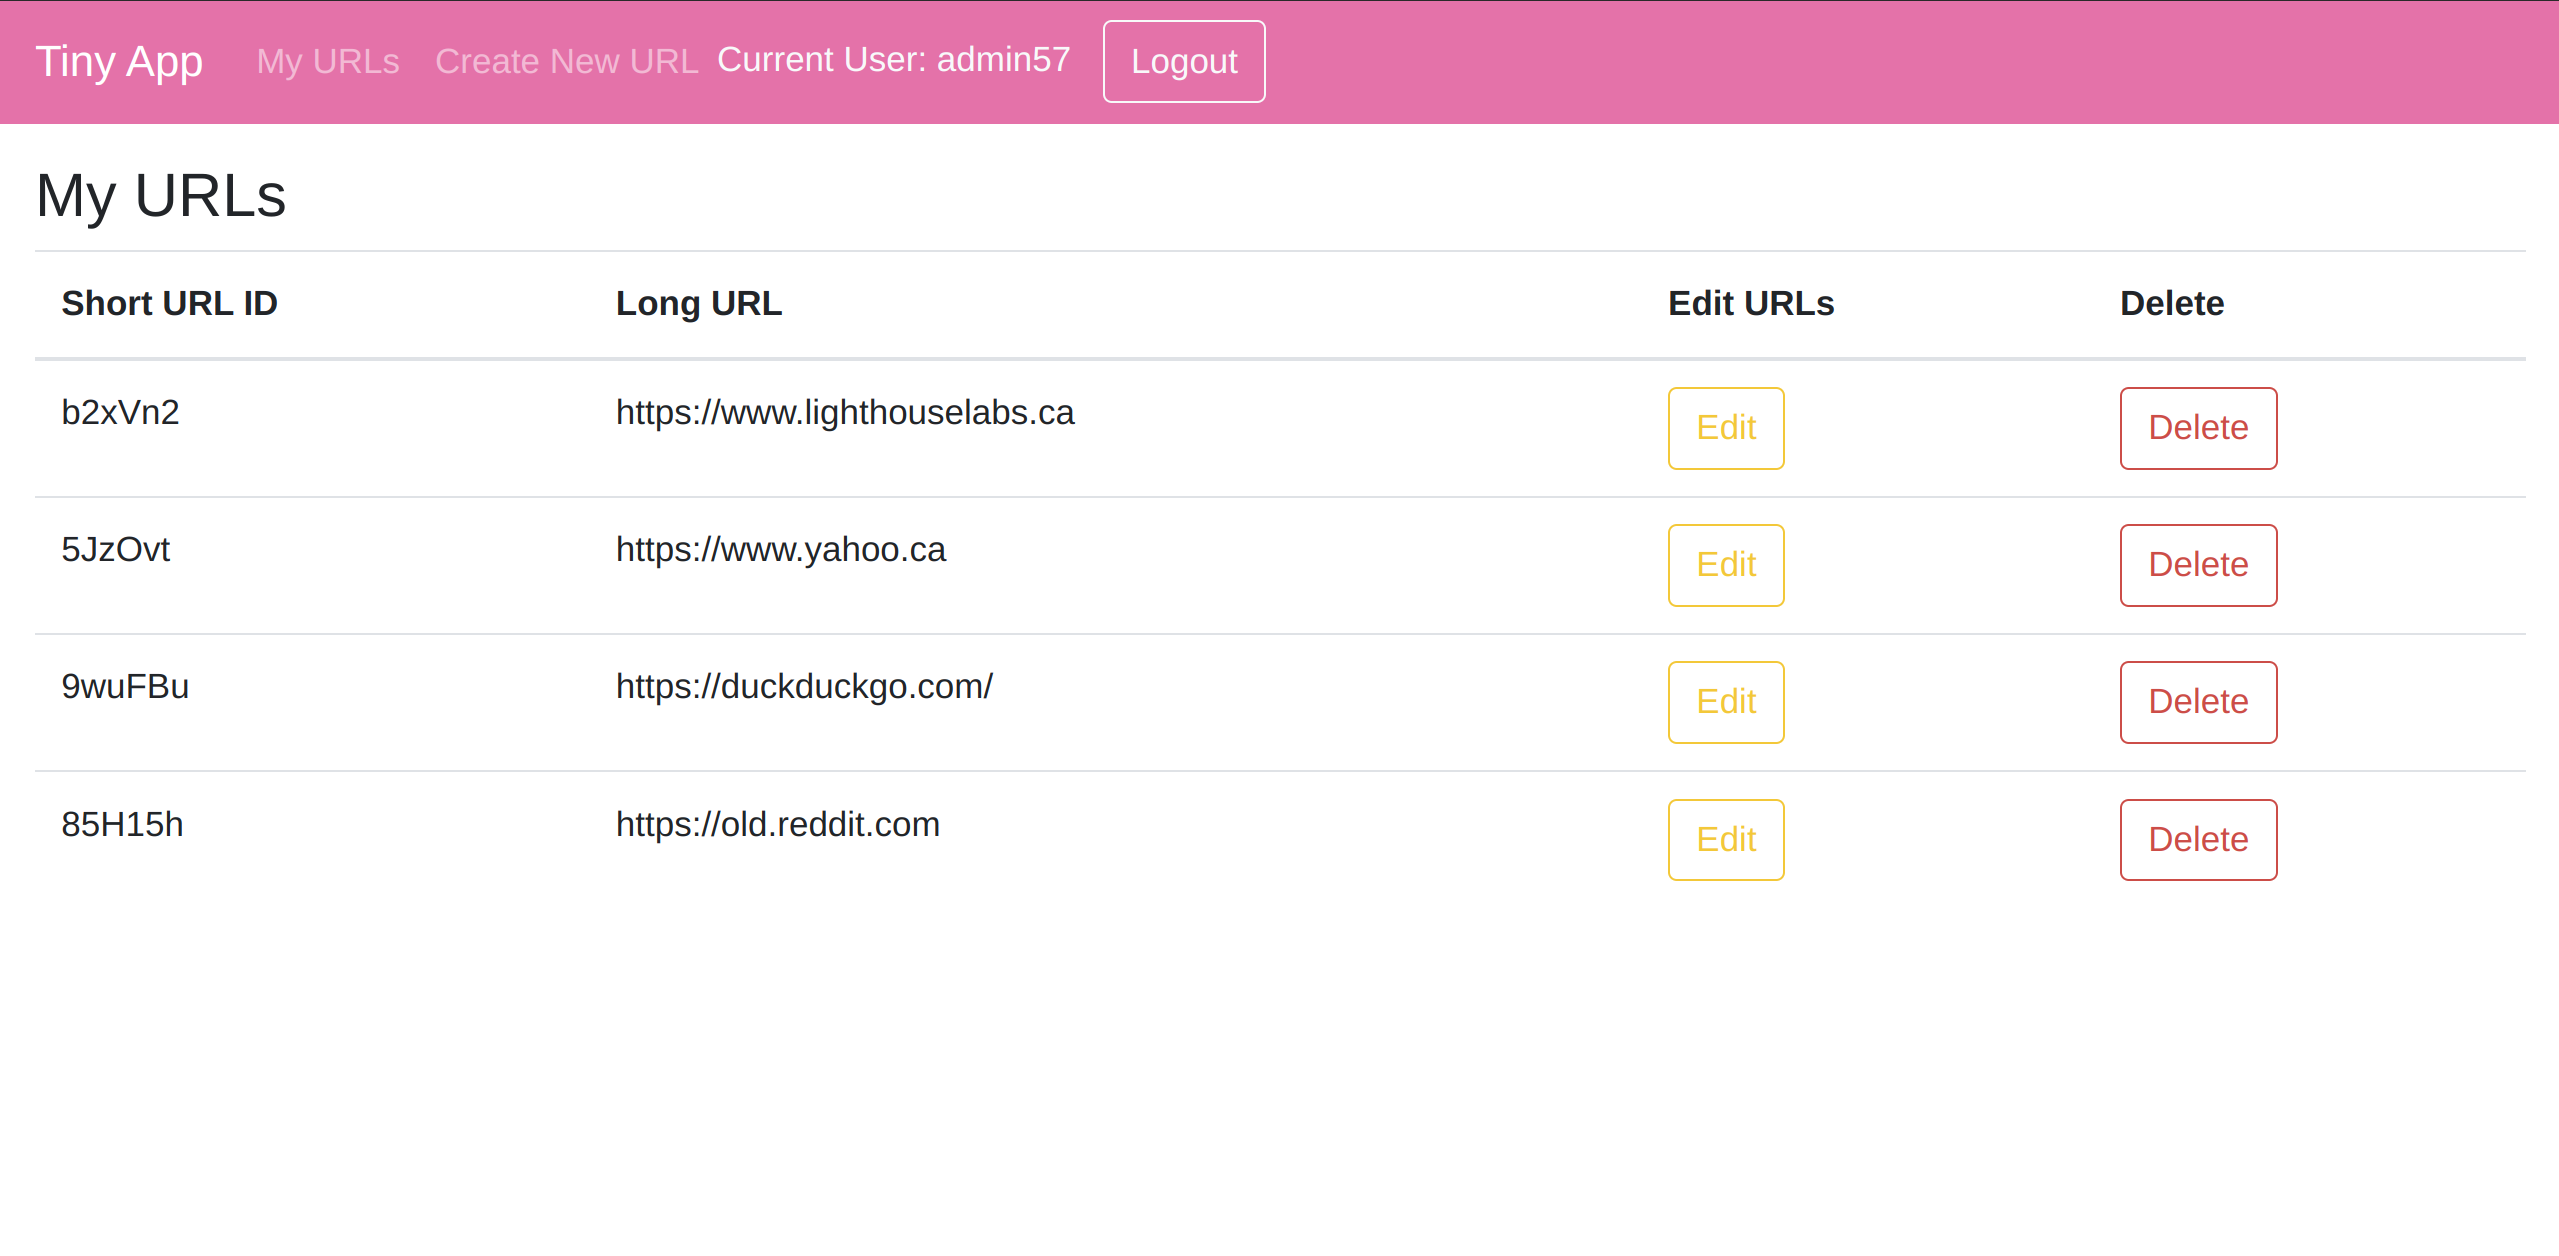 Tiny App My URLs Create New URL Current User: admin57 Logout
My URLs
Short URL ID Long URL Edit URLs Delete
b2xVn2 https://www.lighthouselabs.ca Edit Delete
5JzOvt https://www.yahoo.ca Edit Delete
9wuFBu https://duckduckgo.com/ Edit Delete
85H15h https://old.reddit.com Edit Delete